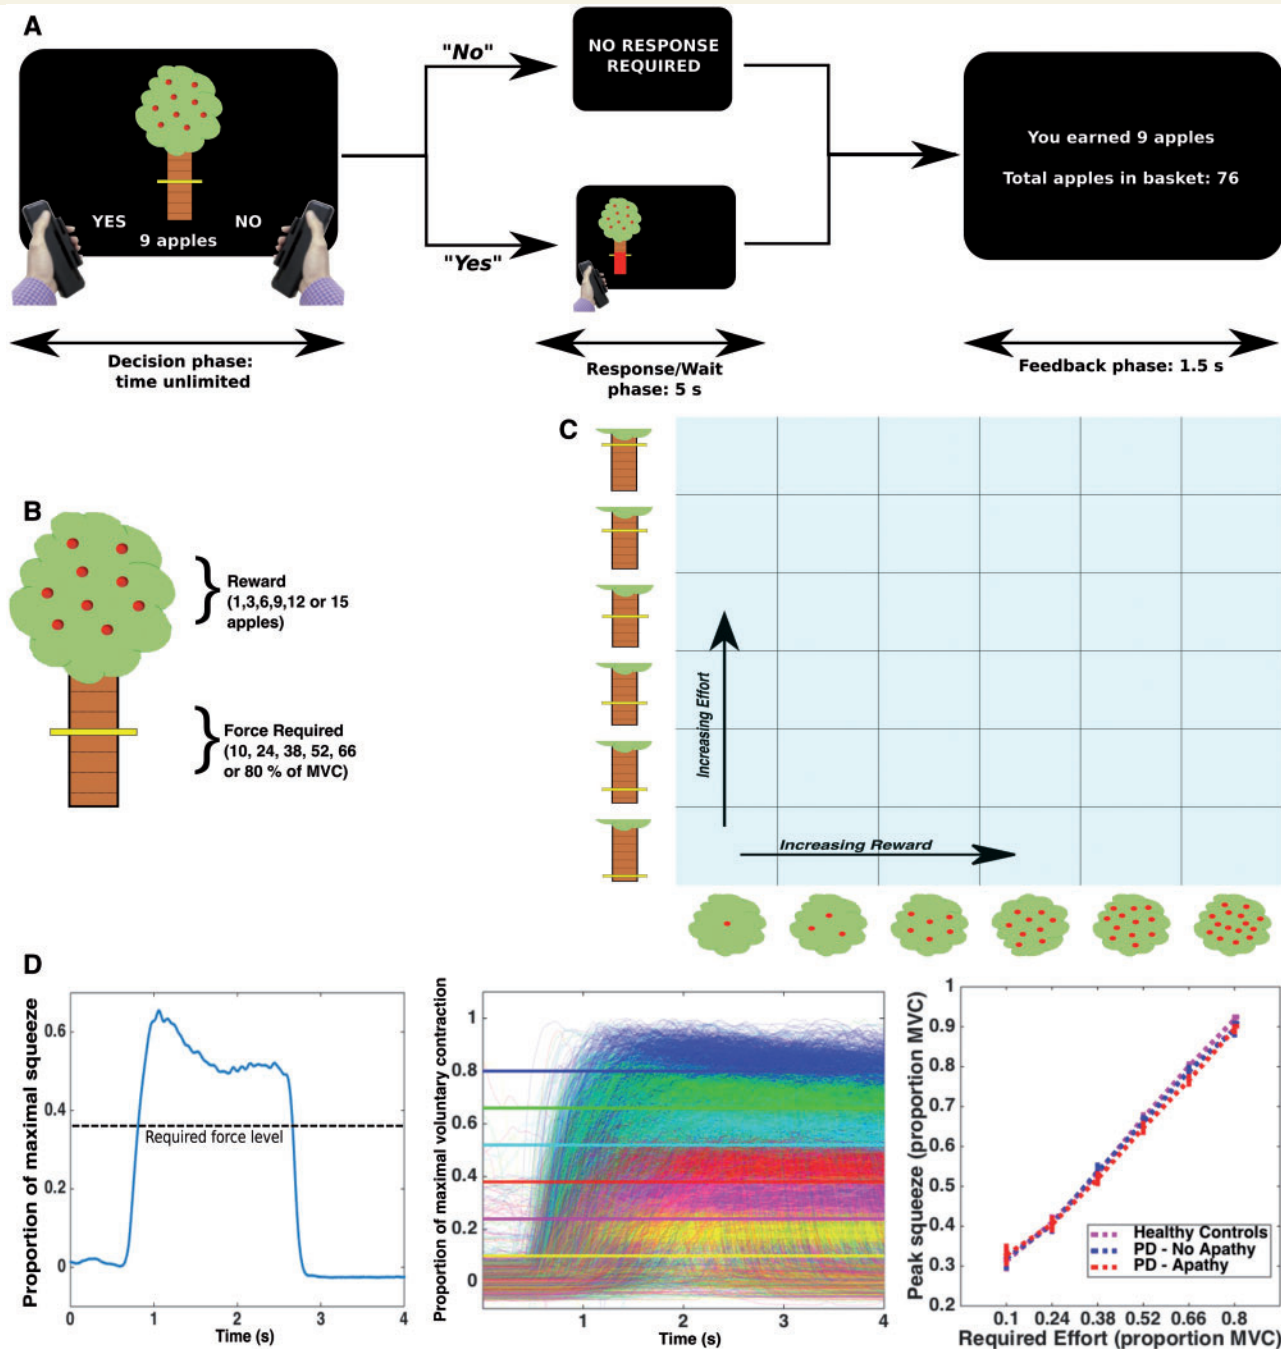 A
"No"
NO RESPONSE
REQUIRED
YES
NO
9 apples
"Yes"
You earned 9 apples
Total apples in basket: 76
Decision phase:
time unlimited
Response/Wait
phase: 5 s
Feedback phase: 1.5 s
B
Reward
(1,3,6,9,12 or 15
apples)
Force Required
(10, 24, 38, 52, 66
or 80 % of MVC)
C
Increasing Effort
Increasing Reward
D
Proportion of maximal squeeze
0.6
0.4
0.2
0
Required force level
0
1
2
3
4
Time (s)
Proportion of maximal voluntary contraction
1
0.8
0.6
0.4
0.2
0
1
2
3
4
Time (s)
Peak squeeze (proportion MVC)
1
0.9
0.8
0.7
0.6
0.5
0.4
0.3
0.2
Healthy Controls
PD - No Apathy
PD - Apathy
0.1
0.24
0.38
0.52
0.66
0.8
Required Effort (proportion MVC)